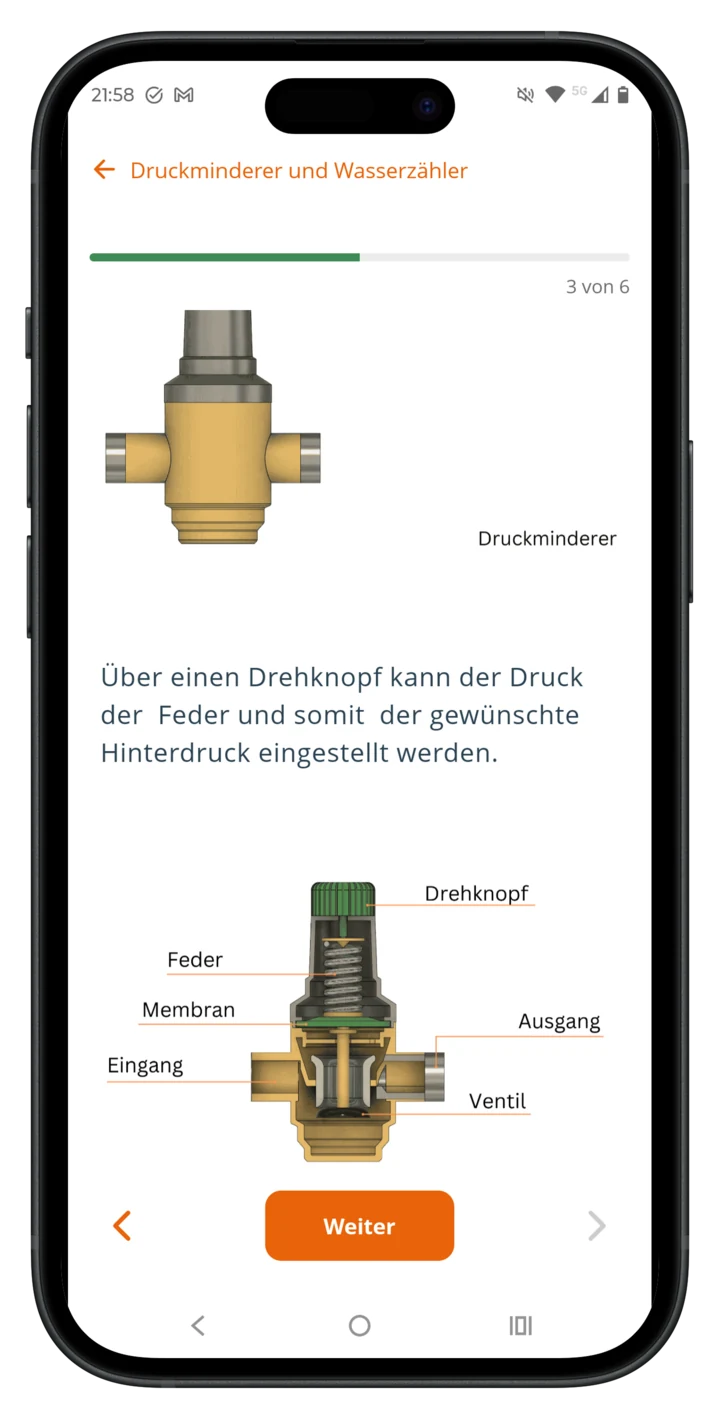 21:58
5G
Druckminderer und Wasserzähler
3 von 6
Druckminderer
Über einen Drehknopf kann der Druck
der  Feder und somit  der gewünschte
Hinterdruck eingestellt werden.
Drehknopf
Feder
Membran
Ausgang
Eingang
Ventil
Weiter